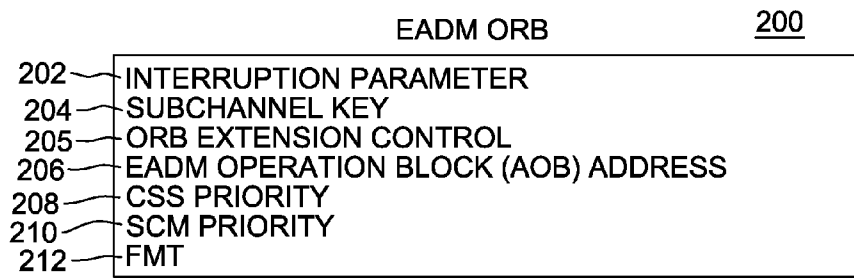 EADM ORB 200
202 INTERRUPTION PARAMETER
204 SUBCHANNEL KEY
205 ORB EXTENSION CONTROL
206 EADM OPERATION BLOCK (AOB) ADDRESS
208 CSS PRIORITY
210 SCM PRIORITY
212 FMT